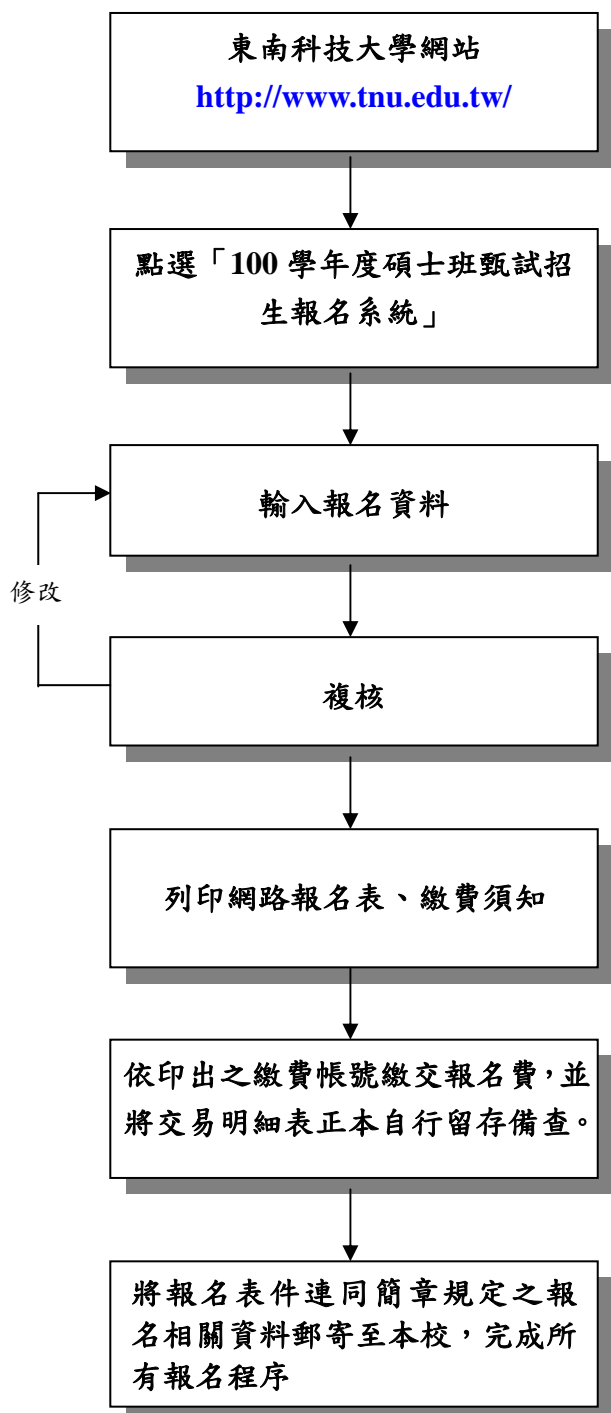 東南科技大學網站
http://www.tnu.edu.tw/
點選「100 學年度碩士班甄試招
生報名系統」
輸入報名資料
修改
複核
列印網路報名表、繳費須知
依印出之繳費帳號繳交報名費,並
將交易明細表正本自行留存備查。
將報名表件連同簡章規定之報
名相關資料郵寄至本校,完成所
有報名程序